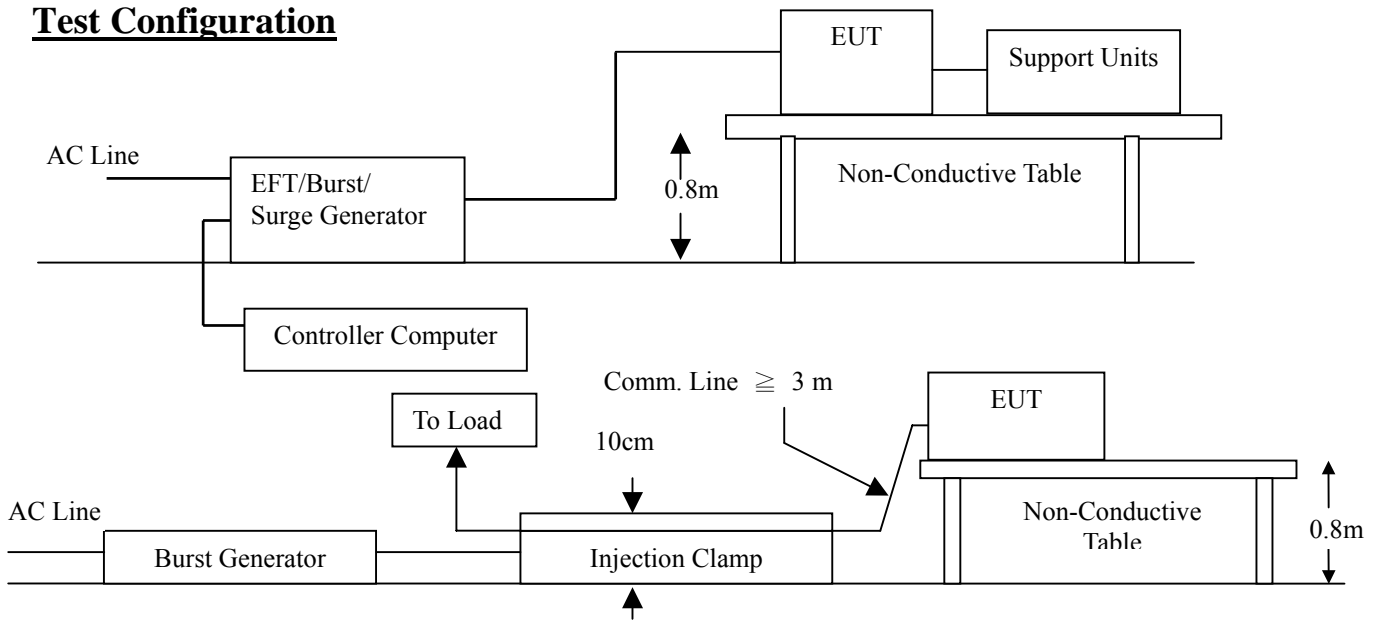 Test Configuration
EUT
Support Units
AC Line
EFT/Burst/
Surge Generator
0.8m
Non-Conductive Table
Controller Computer
Comm. Line ≧ 3 m
EUT
To Load
10cm
AC Line
Burst Generator
Injection Clamp
Non-Conductive
Table
0.8m